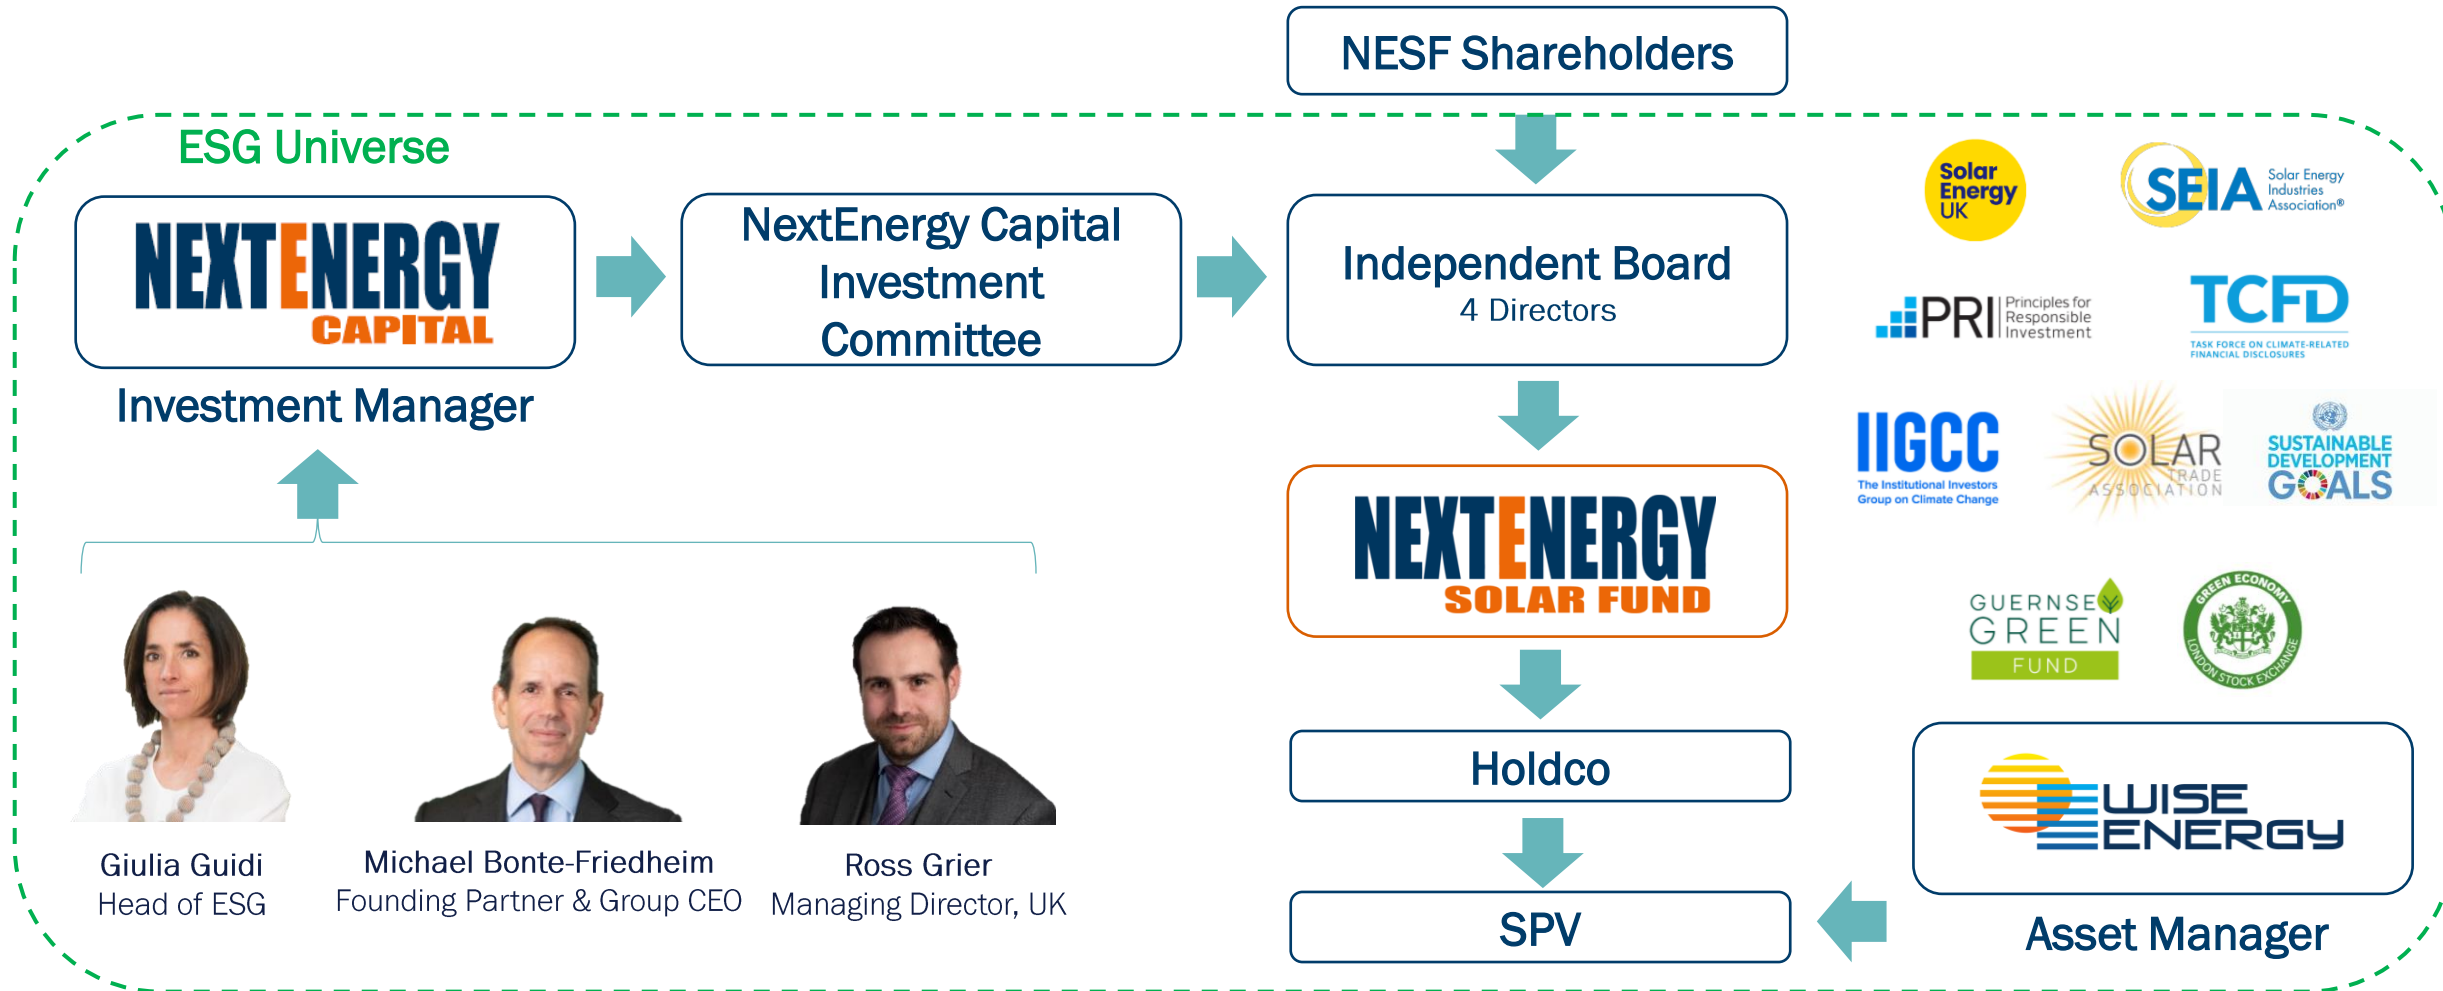 NESF Shareholders
ESG Universe
NEXTENERGY
CAPITAL
Investment Manager
NextEnergy Capital
Investment
Committee
Independent Board
4 Directors
NEXTENERGY
SOLAR FUND
Holdco
SPV
Giulia Guidi
Head of ESG
Michael Bonte-Friedheim
Founding Partner & Group CEO
Ross Grier
Managing Director, UK
Solar
Energy
UK
SEIA
Solar Energy
Industries
Association®
PRI
Principles for
Responsible
Investment
TCFD
TASK FORCE ON CLIMATE-RELATED
FINANCIAL DISCLOSURES
IIGCC
The Institutional Investors
Group on Climate Change
SOLAR
TRADE
ASSOCIATION
SUSTAINABLE
DEVELOPMENT
GOALS
GUERNSEY
GREEN
FUND
GREEN ECONOMY
LONDON STOCK EXCHANGE
WISE
ENERGY
Asset Manager